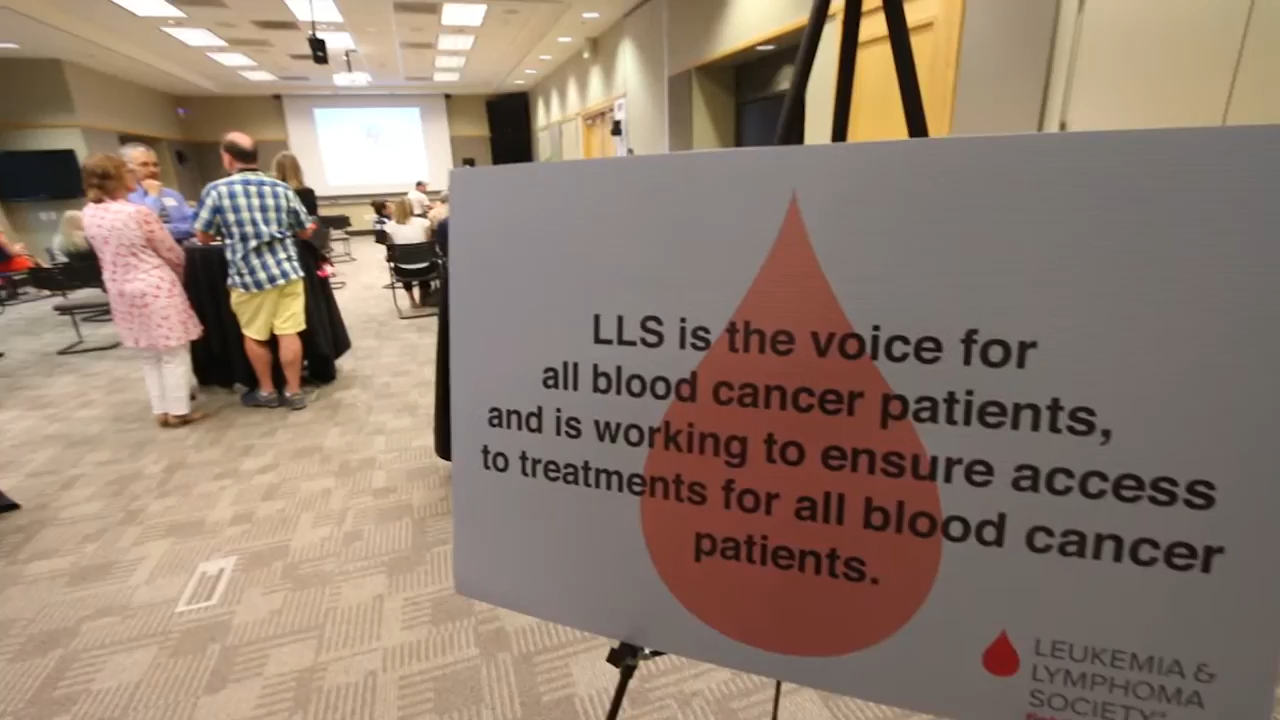 LLS is the voice for
all blood cancer patients,
and is working to ensure access
to treatments for all blood cancer
patients.
LEUKEMIA &
LYMPHOMA
SOCIETY®